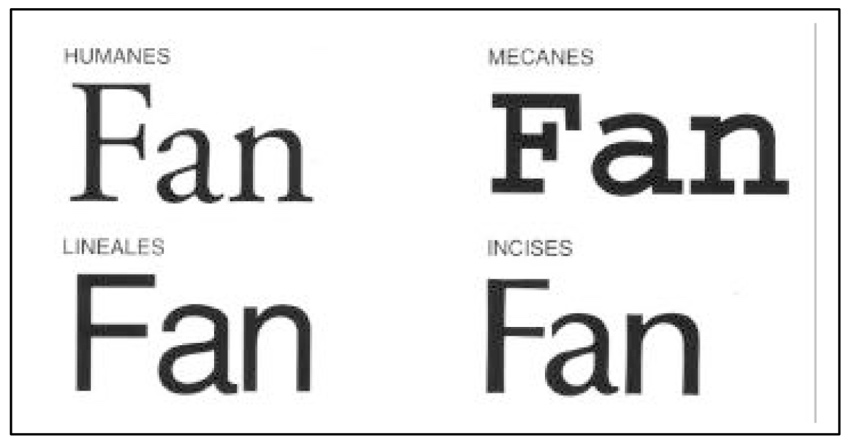 HUMANES
Fan
MECANES
Fan
LINEALES
Fan
INCISES
Fan